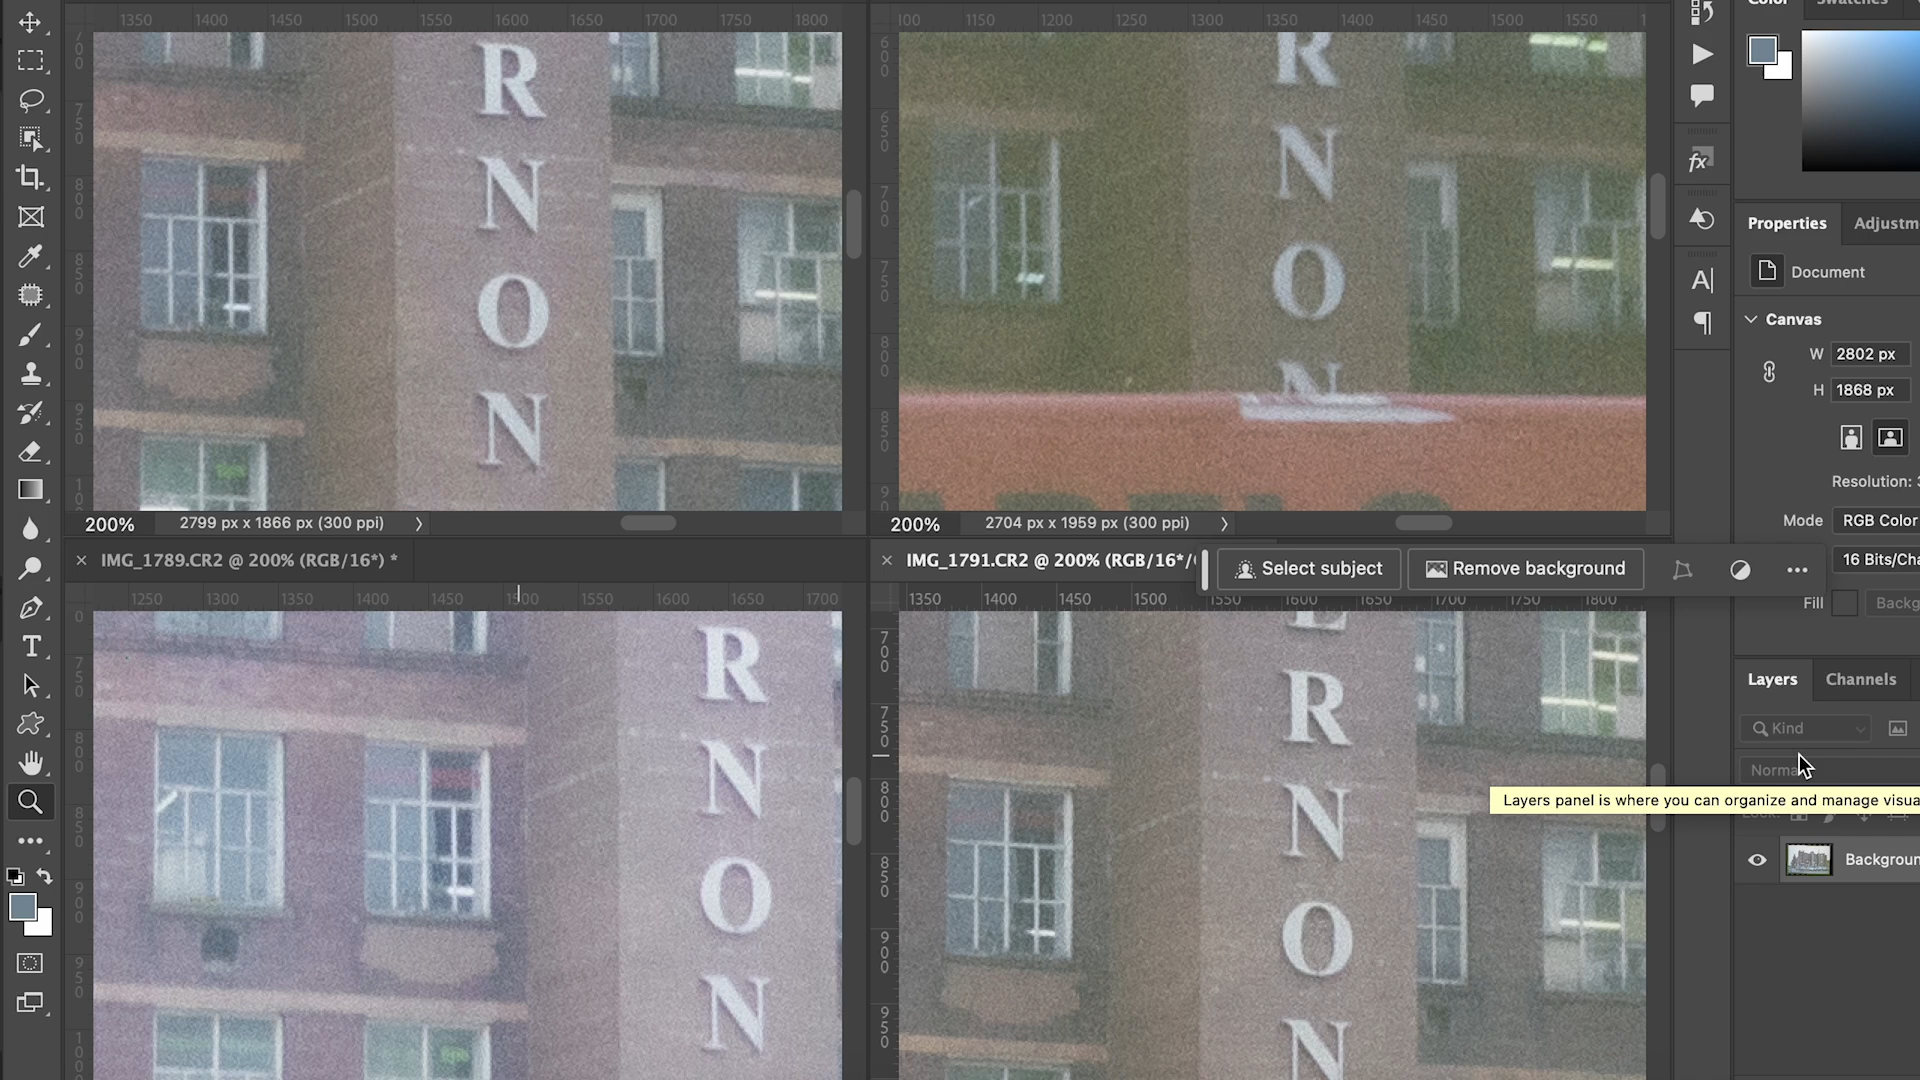 Color
Swatches
1350 1400 1450 1500 1550 1600 1650 1700 1750 1800
100 1150 1200 1250 1300 1350 1400 1450 1500 1550
R
N
O
N
R
N
O
N
Properties
Adjustm
Document
Canvas
W 2802 px
H 1868 px
Resolution: 3
Mode RGB Color
16 Bits/Cha
Fill Backg
200% 2799 px x 1866 px (300 ppi)
200% 2704 px x 1959 px (300 ppi)
IMG_1789.CR2 @ 200% (RGB/16*) *
IMG_1791.CR2 @ 200% (RGB/16*/
Select subject
Remove background
1250 1300 1350 1400 1450 1500 1550 1600 1650 1700
1350 1400 1450 1500 1550 1600 1650 1700 1750 1800
R
N
O
N
E
R
N
O
N
Layers
Channels
Kind
Norma
Layers panel is where you can organize and manage visua
Lock:
Backgroun